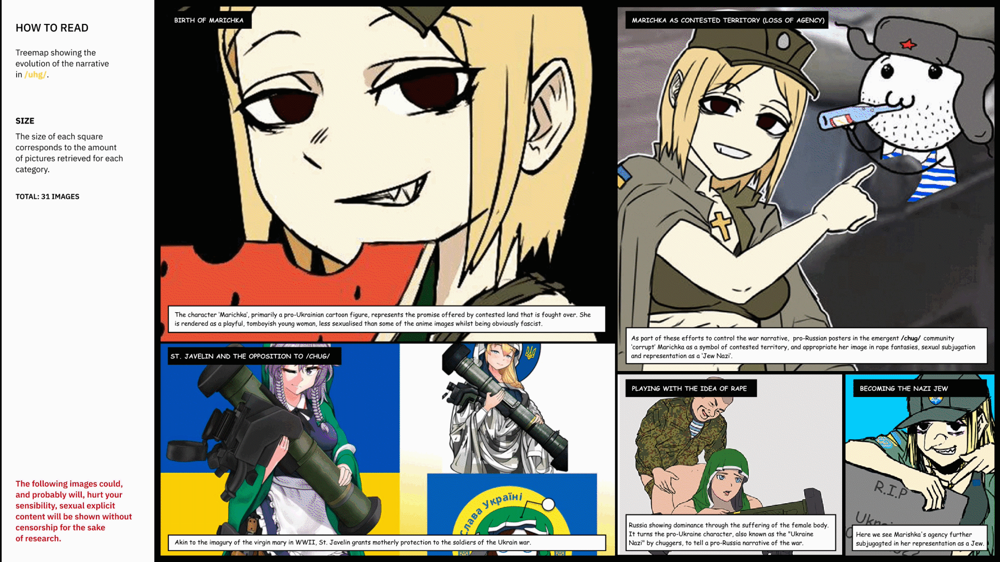 HOW TO READ
Treemap showing the
evolution of the narrative
in /uhg/.
SIZE
The size of each square
corresponds to the amount
of pictures retrieved for each
category.
TOTAL: 31 IMAGES
The following images could,
and probably will, hurt your
sensibility, sexual explicit
content will be shown without
censorship for the sake
of research.
BIRTH OF MARICHKA
The character 'Marichka', primarily a pro-Ukrainian cartoon figure, represents the promise offered by contested land that is fought over. She
is rendered as a playful, tomboyish young woman, less sexualised than some of the anime images whilst being obviously fascist.
MARICHKA AS CONTESTED TERRITORY (LOSS OF AGENCY)
As part of these efforts to control the war narrative, pro-Russian posters in the emergent /chug/ community
'corrupt' Marichka as a symbol of contested territory, and appropriate her image in rape fantasies, sexual subjugation
and representation as a 'Jew Nazi'.
ST. JAVELIN AND THE OPPOSITION TO /CHUG/
Слава Україні
Akin to the imagury of the virgin mary in WWII, St. Javelin grants motherly protection to the soldiers of the Ukrain war.
PLAYING WITH THE IDEA OF RAPE
Russia showing dominance through the suffering of the female body.
It turns the pro-Ukraine character, also known as the "Ukraine
Nazi" by chuggers, to tell a pro-Russia narrative of the war.
BECOMING THE NAZI JEW
R.I.P
Here we see Marishka's agency further
subjugagted in her representation as a Jew.